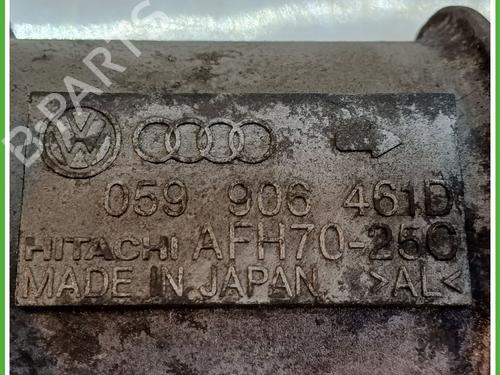 B-PARTS
059 906 461D
HITACHI AFH70-25C
MADE IN JAPAN >AL<